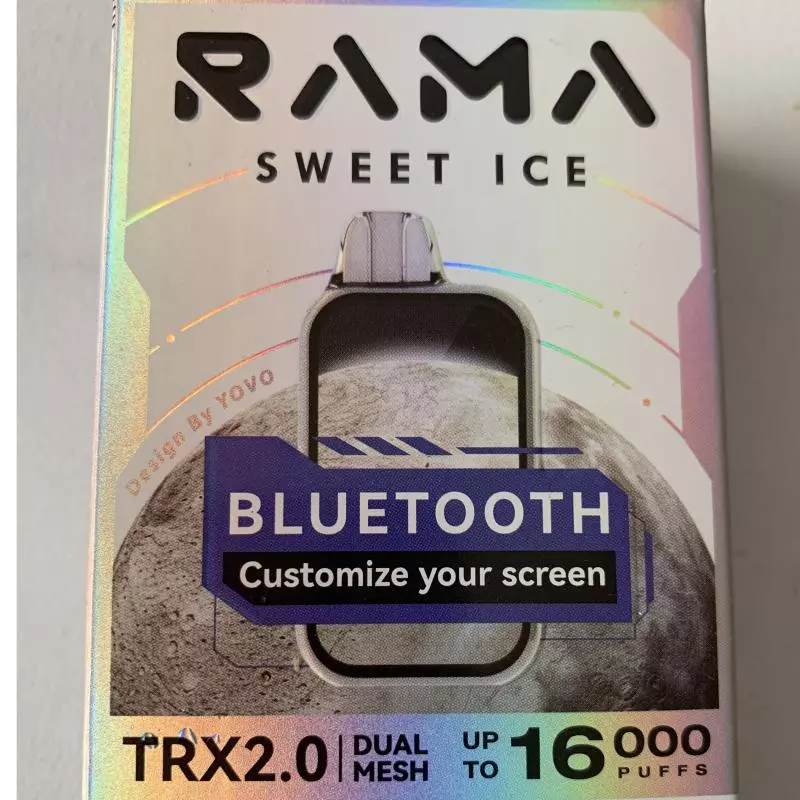 RAMA
SWEET ICE
Design By YOVO
BLUETOOTH
Customize your screen
TRX2.0 | DUAL MESH UP TO 16000 PUFFS